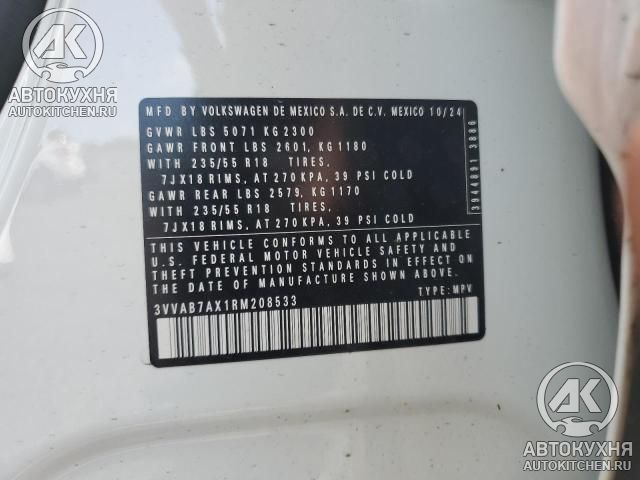 AK
АВТОКУХНЯ
AUTOKITCHEN.RU
MFD BY VOLKSWAGEN DE MEXICO S.A. DE C.V. MEXICO 10/24
GVWR LBS 5071 KG 2300
GAWR FRONT LBS 2601, KG 1180
WITH 235/55 R18 TIRES,
7JX18 RIMS, AT 270 KPA, 39 PSI COLD
GAWR REAR LBS 2579, KG 1170
WITH 235/55 R18 TIRES,
7JX18 RIMS, AT 270 KPA, 39 PSI COLD
THIS VEHICLE CONFORMS TO ALL APPLICABLE
U.S. FEDERAL MOTOR VEHICLE SAFETY AND
THEFT PREVENTION STANDARDS IN EFFECT ON
THE DATE OF MANUFACTURE SHOWN ABOVE.
3VVAB7AX1RM208533 TYPE: MPV
3944891 3886
AK
АВТОКУХНЯ
AUTOKITCHEN.RU